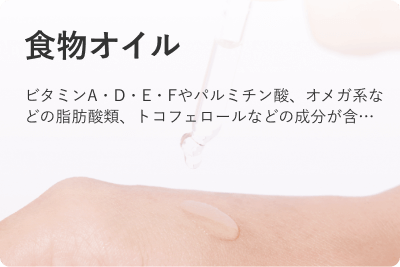 食物オイル
ビタミンA・D・E・Fやパルミチン酸、オメガ系な
どの脂肪酸類、トコフェロールなどの成分が含…